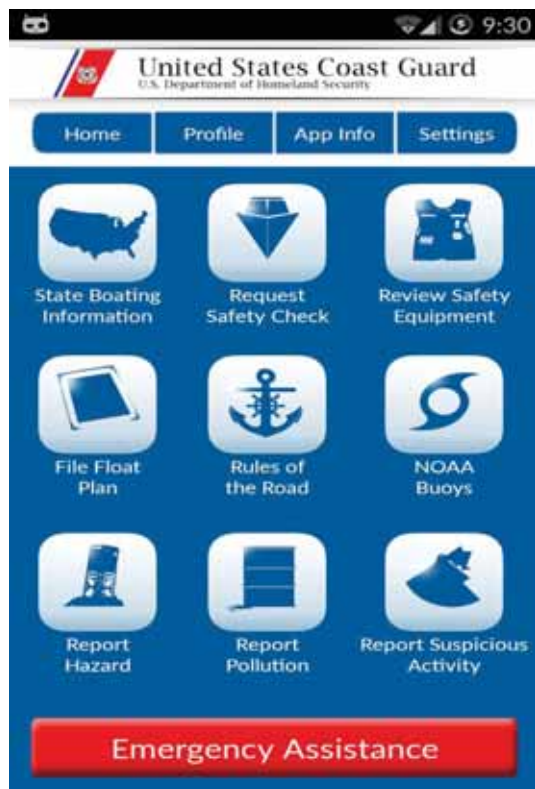 9:30
United States Coast Guard
U.S. Department of Homeland Security
Home Profile App Info Settings
State Boating
Information
Request
Safety Check
Review Safety
Equipment
File Float
Plan
Rules of
the Road
NOAA
Buoys
Report
Hazard
Report
Pollution
Report Suspicious
Activity
Emergency Assistance